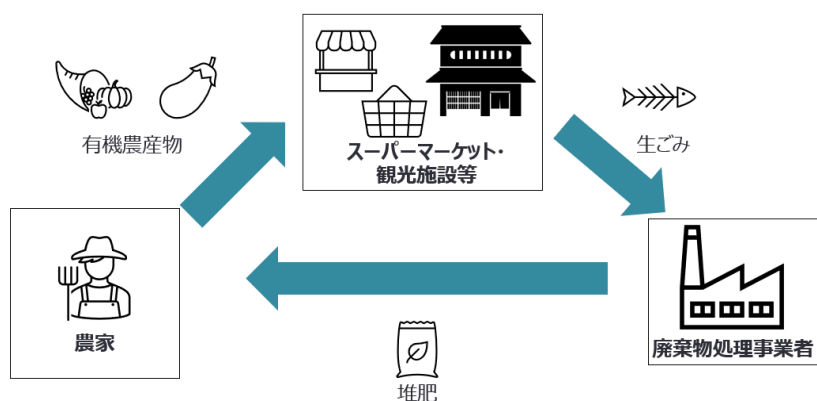 有機農産物
スーパーマーケット・
観光施設等
生ごみ
農家
廃棄物処理事業者
堆肥